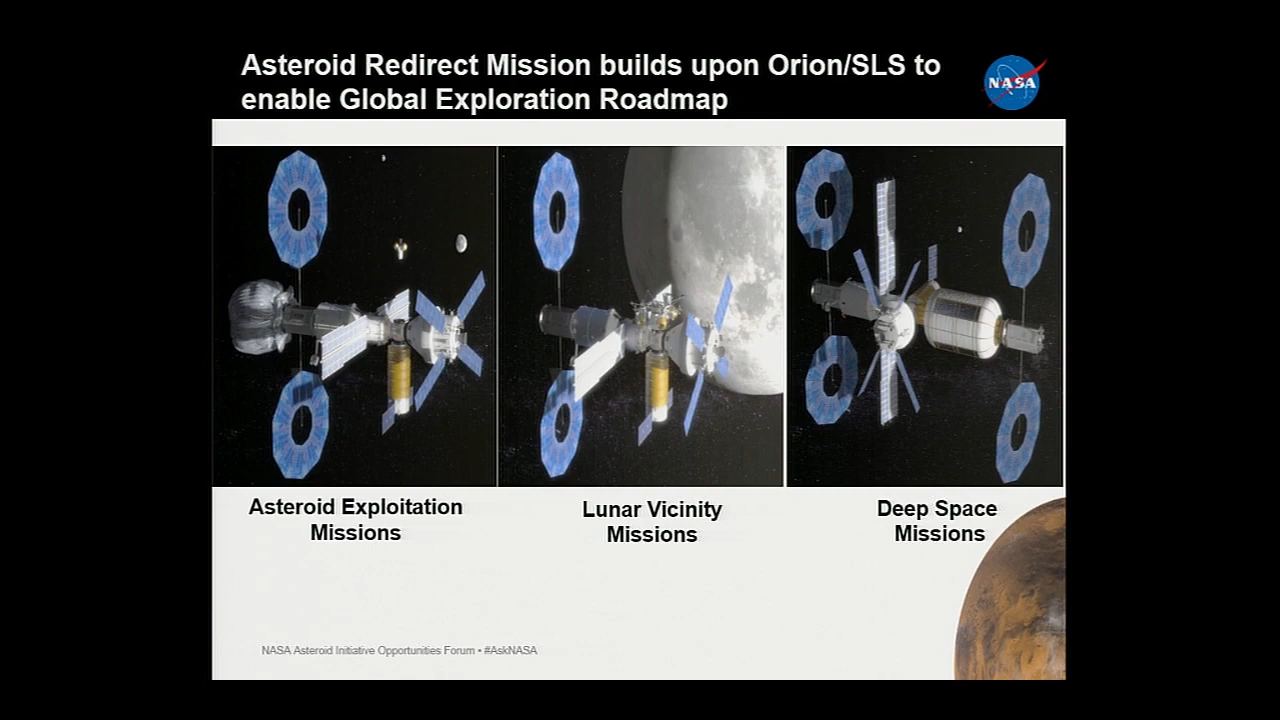 Asteroid Redirect Mission builds upon Orion/SLS to
enable Global Exploration Roadmap
NASA
Asteroid Exploitation
Missions
Lunar Vicinity
Missions
Deep Space
Missions
NASA Asteroid Initiative Opportunities Forum • #AskNASA